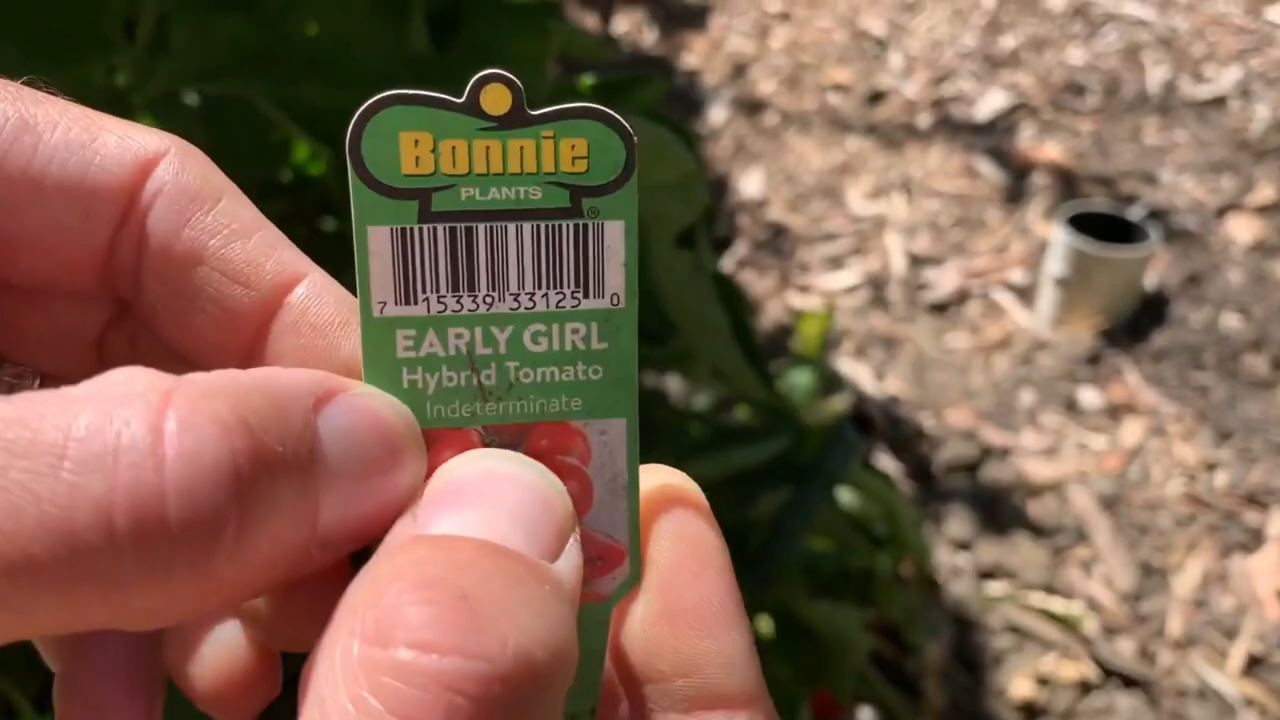 Bonnie
PLANTS
®
7 15339 33125 0
EARLY GIRL
Hybrid Tomato
Indeterminate